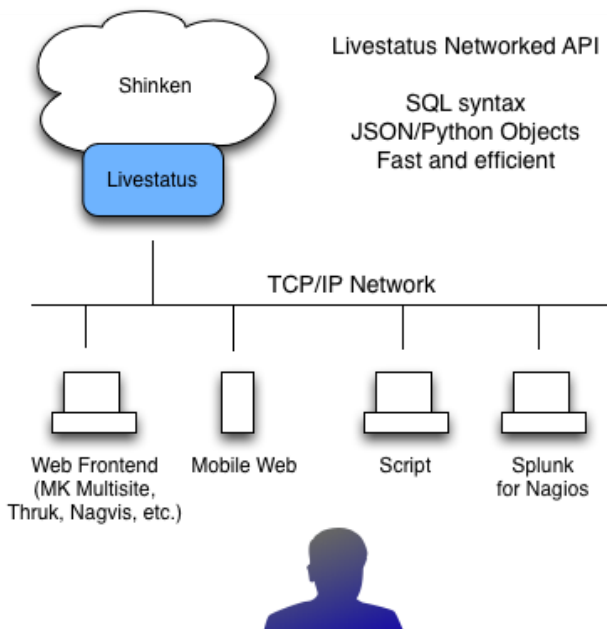 Livestatus Networked API
Shinken
SQL syntax
JSON/Python Objects
Fast and efficient
Livestatus
TCP/IP Network
Web Frontend
(MK Multisite,
Thruk, Nagvis, etc.)
Mobile Web
Script
Splunk
for Nagios